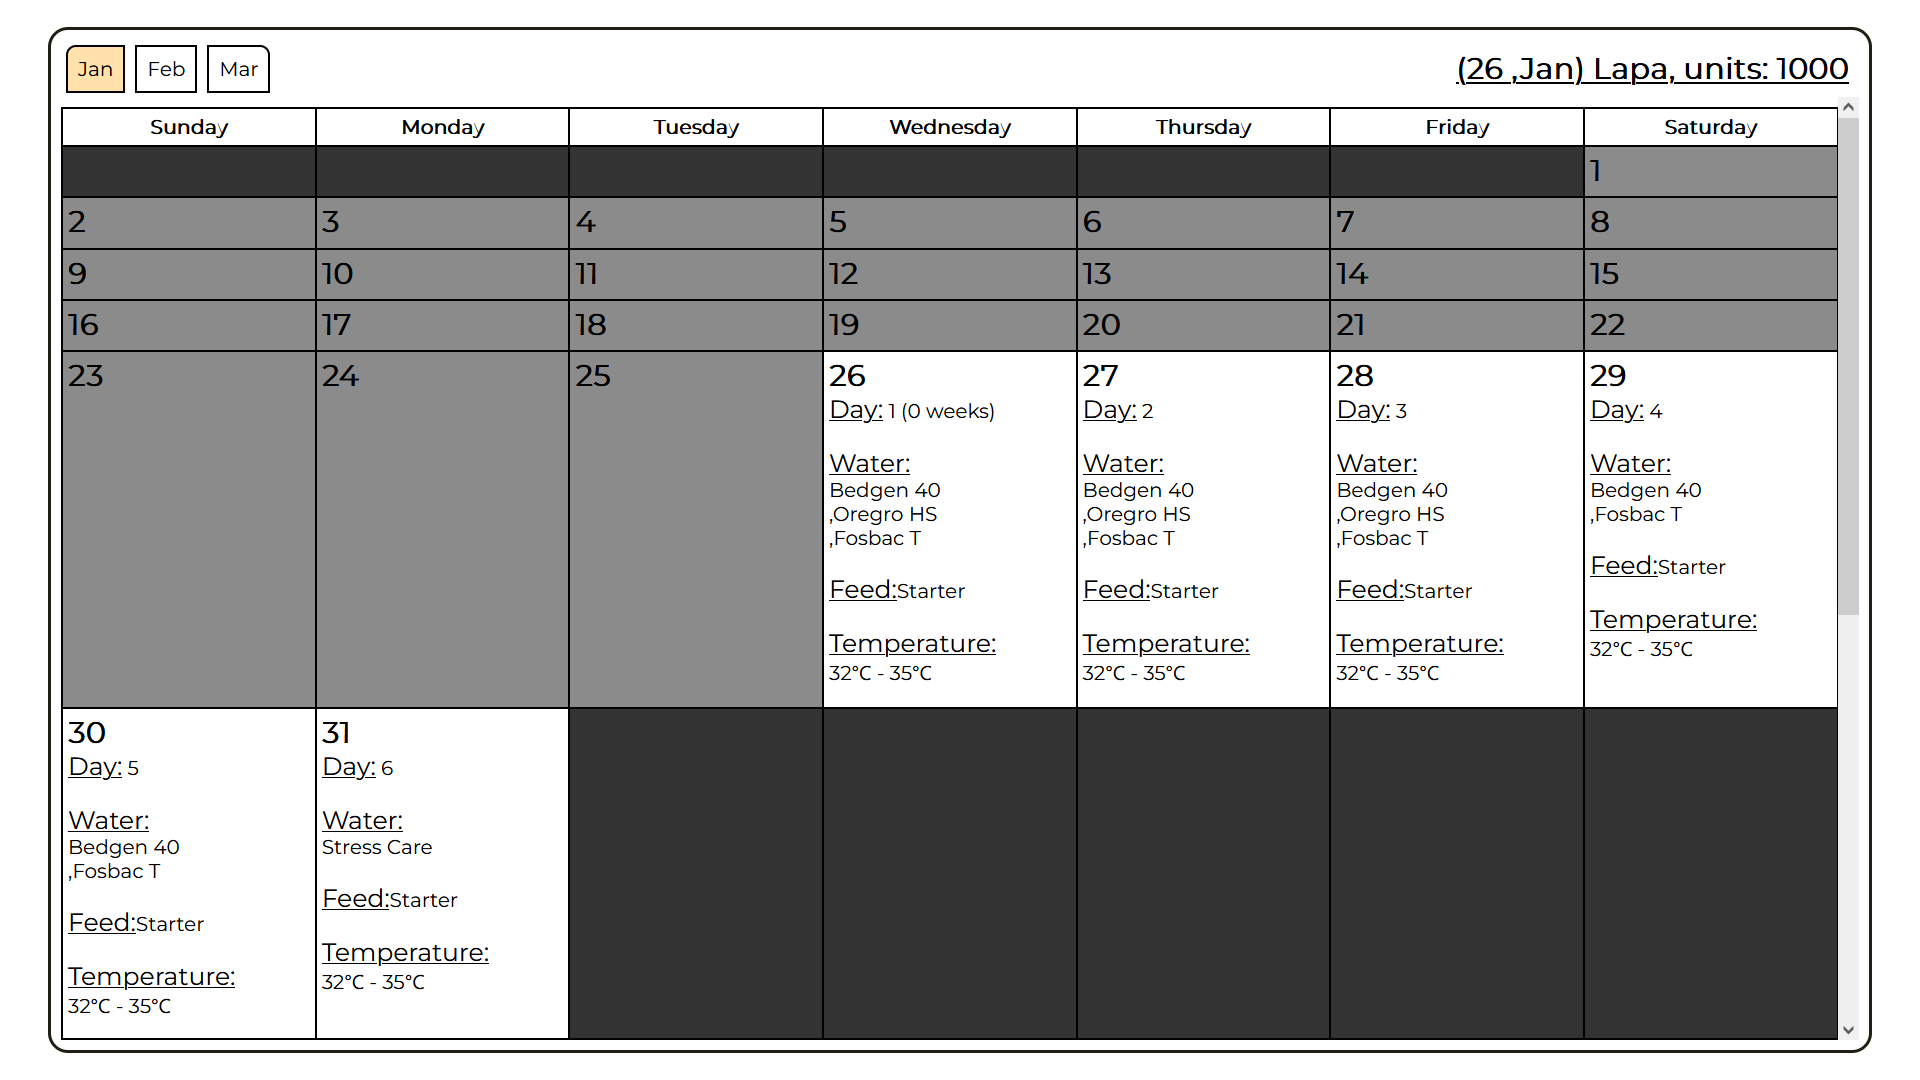 Jan Feb Mar
(26 ,Jan) Lapa, units: 1000
Sunday Monday Tuesday Wednesday Thursday Friday Saturday
1
2 3 4 5 6 7 8
9 10 11 12 13 14 15
16 17 18 19 20 21 22
23
24
25
26
Day: 1 (0 weeks)
Water:
Bedgen 40
,Oregro HS
,Fosbac T
Feed:Starter
Temperature:
32°C - 35°C
27
Day: 2
Water:
Bedgen 40
,Oregro HS
,Fosbac T
Feed:Starter
Temperature:
32°C - 35°C
28
Day: 3
Water:
Bedgen 40
,Oregro HS
,Fosbac T
Feed:Starter
Temperature:
32°C - 35°C
29
Day: 4
Water:
Bedgen 40
,Fosbac T
Feed:Starter
Temperature:
32°C - 35°C
30
Day: 5
Water:
Bedgen 40
,Fosbac T
Feed:Starter
Temperature:
32°C - 35°C
31
Day: 6
Water:
Stress Care
Feed:Starter
Temperature:
32°C - 35°C